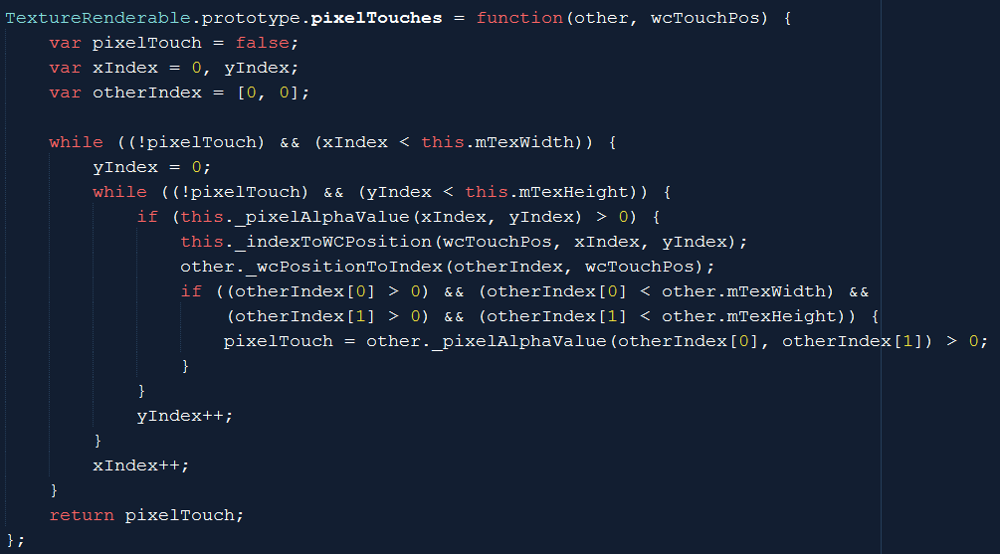 TextureRenderable.prototype.pixelTouches = function(other, wcTouchPos) {
    var pixelTouch = false;
    var xIndex = 0, yIndex;
    var otherIndex = [0, 0];

    while ((!pixelTouch) && (xIndex < this.mTexWidth)) {
        yIndex = 0;
        while ((!pixelTouch) && (yIndex < this.mTexHeight)) {
            if (this._pixelAlphaValue(xIndex, yIndex) > 0) {
                this._indexToWCPosition(wcTouchPos, xIndex, yIndex);
                other._wcPositionToIndex(otherIndex, wcTouchPos);
                if ((otherIndex[0] > 0) && (otherIndex[0] < other.mTexWidth) &&
                    (otherIndex[1] > 0) && (otherIndex[1] < other.mTexHeight)) {
                    pixelTouch = other._pixelAlphaValue(otherIndex[0], otherIndex[1]) > 0;
                }
            }
            yIndex++;
        }
        xIndex++;
    }
    return pixelTouch;
};